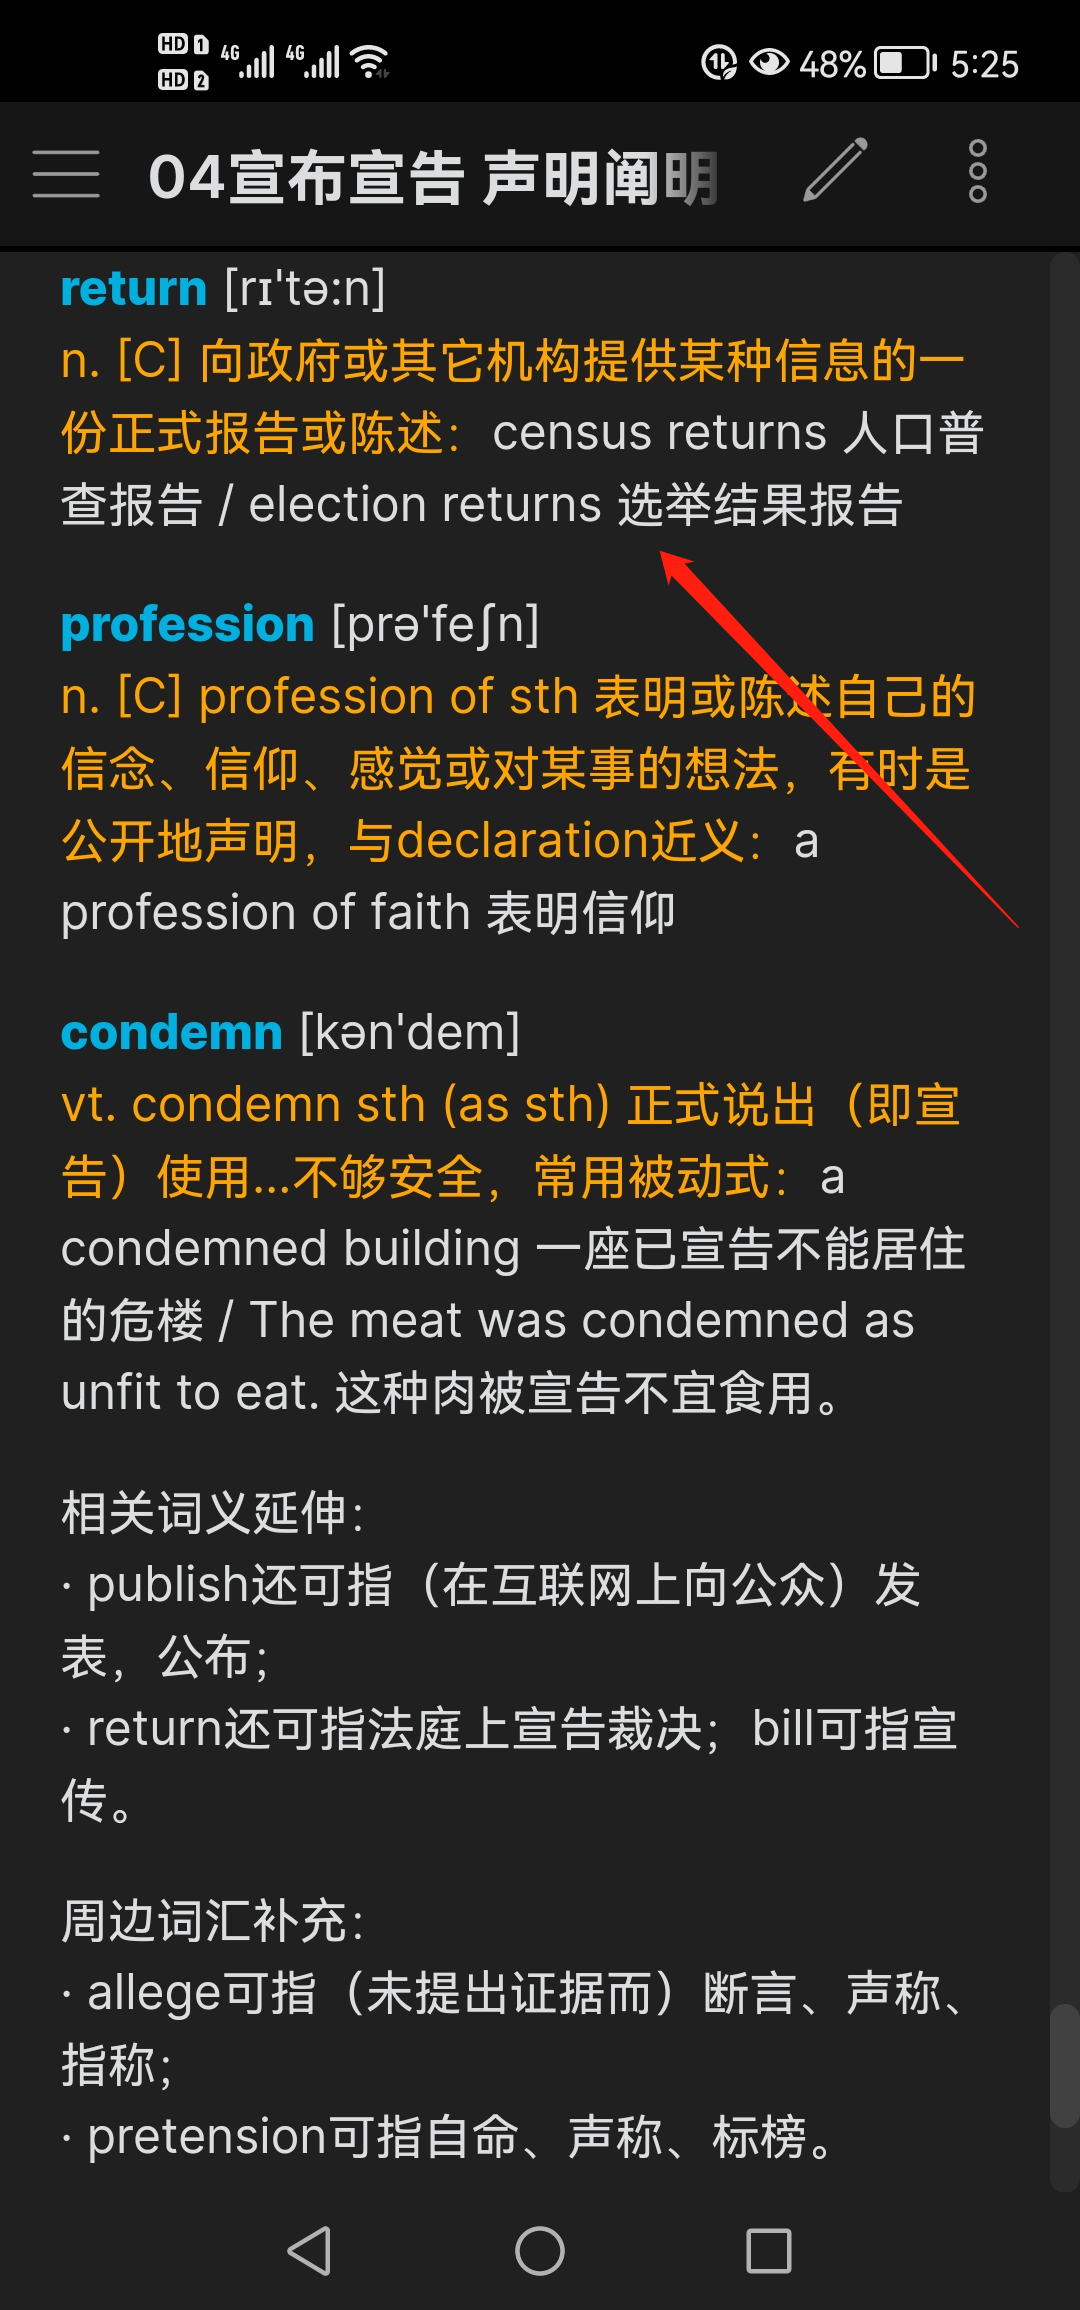 HD 1 4G 4G 48% 5:25
HD 2
04宣布宣告 声明阐明
return [rɪ'tə:n]
n. [C] 向政府或其它机构提供某种信息的一
份正式报告或陈述：census returns 人口普
查报告 / election returns 选举结果报告
profession [prə'feʃn]
n. [C] profession of sth 表明或陈述自己的
信念、信仰、感觉或对某事的想法，有时是
公开地声明，与declaration近义：a
profession of faith 表明信仰
condemn [kən'dem]
vt. condemn sth (as sth) 正式说出（即宣
告）使用...不够安全，常用被动式：a
condemned building 一座已宣告不能居住
的危楼 / The meat was condemned as
unfit to eat. 这种肉被宣告不宜食用。
相关词义延伸：
· publish还可指（在互联网上向公众）发
表，公布；
· return还可指法庭上宣告裁决；bill可指宣
传。
周边词汇补充：
· allege可指（未提出证据而）断言、声称、
指称；
· pretension可指自命、声称、标榜。